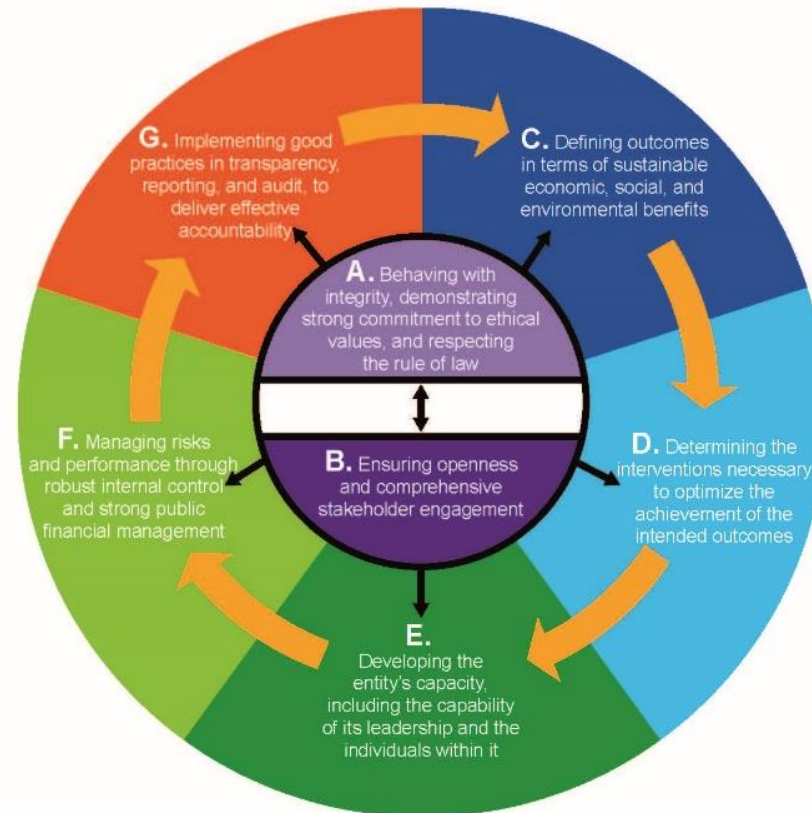 A. Behaving with
integrity, demonstrating
strong commitment to ethical
values, and respecting
the rule of law
B. Ensuring openness
and comprehensive
stakeholder engagement
C. Defining outcomes
in terms of sustainable
economic, social, and
environmental benefits
D. Determining the
interventions necessary
to optimize the
achievement of the
intended outcomes
E.
Developing the
entity's capacity,
including the capability
of its leadership and the
individuals within it
F. Managing risks
and performance through
robust internal control
and strong public
financial management
G. Implementing good
practices in transparency,
reporting, and audit, to
deliver effective
accountability